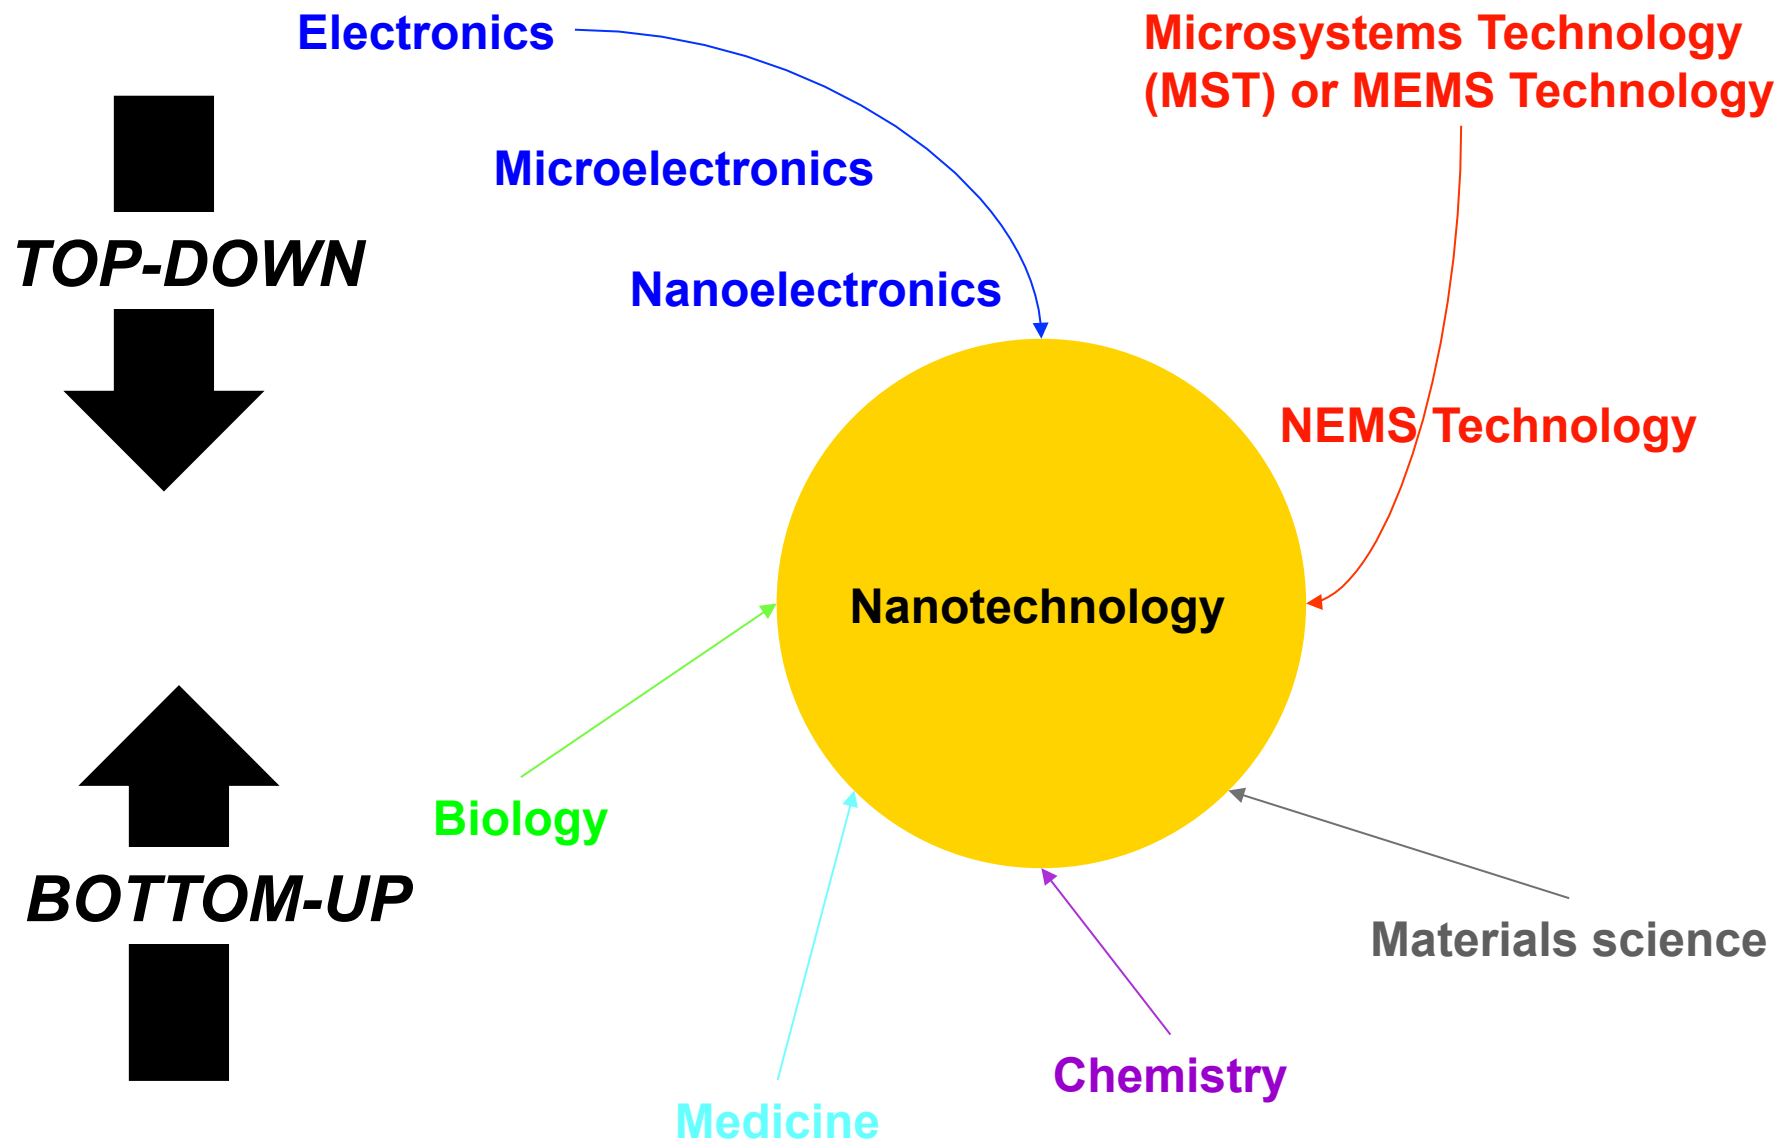 Electronics
Microsystems Technology
(MST) or MEMS Technology
Microelectronics
TOP-DOWN
Nanoelectronics
NEMS Technology
Nanotechnology
Biology
BOTTOM-UP
Materials science
Chemistry
Medicine